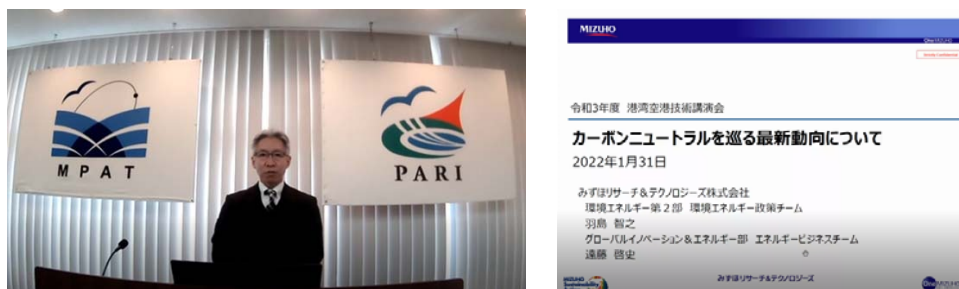 MPAT
PARI
MIZUHO
One MIZUHO
令和3年度 港湾空港技術講演会
カーボンニュートラルを巡る最新動向について
2022年1月31日
みずほリサーチ&テクノロジーズ株式会社
環境エネルギー第2部 環境エネルギー政策チーム
羽島 智之
グローバルイノベーション&エネルギー部 エネルギービジネスチーム
遠藤 啓史
MIZUHO
Sustainability
みずほリサーチ&テクノロジーズ
One MIZUHO